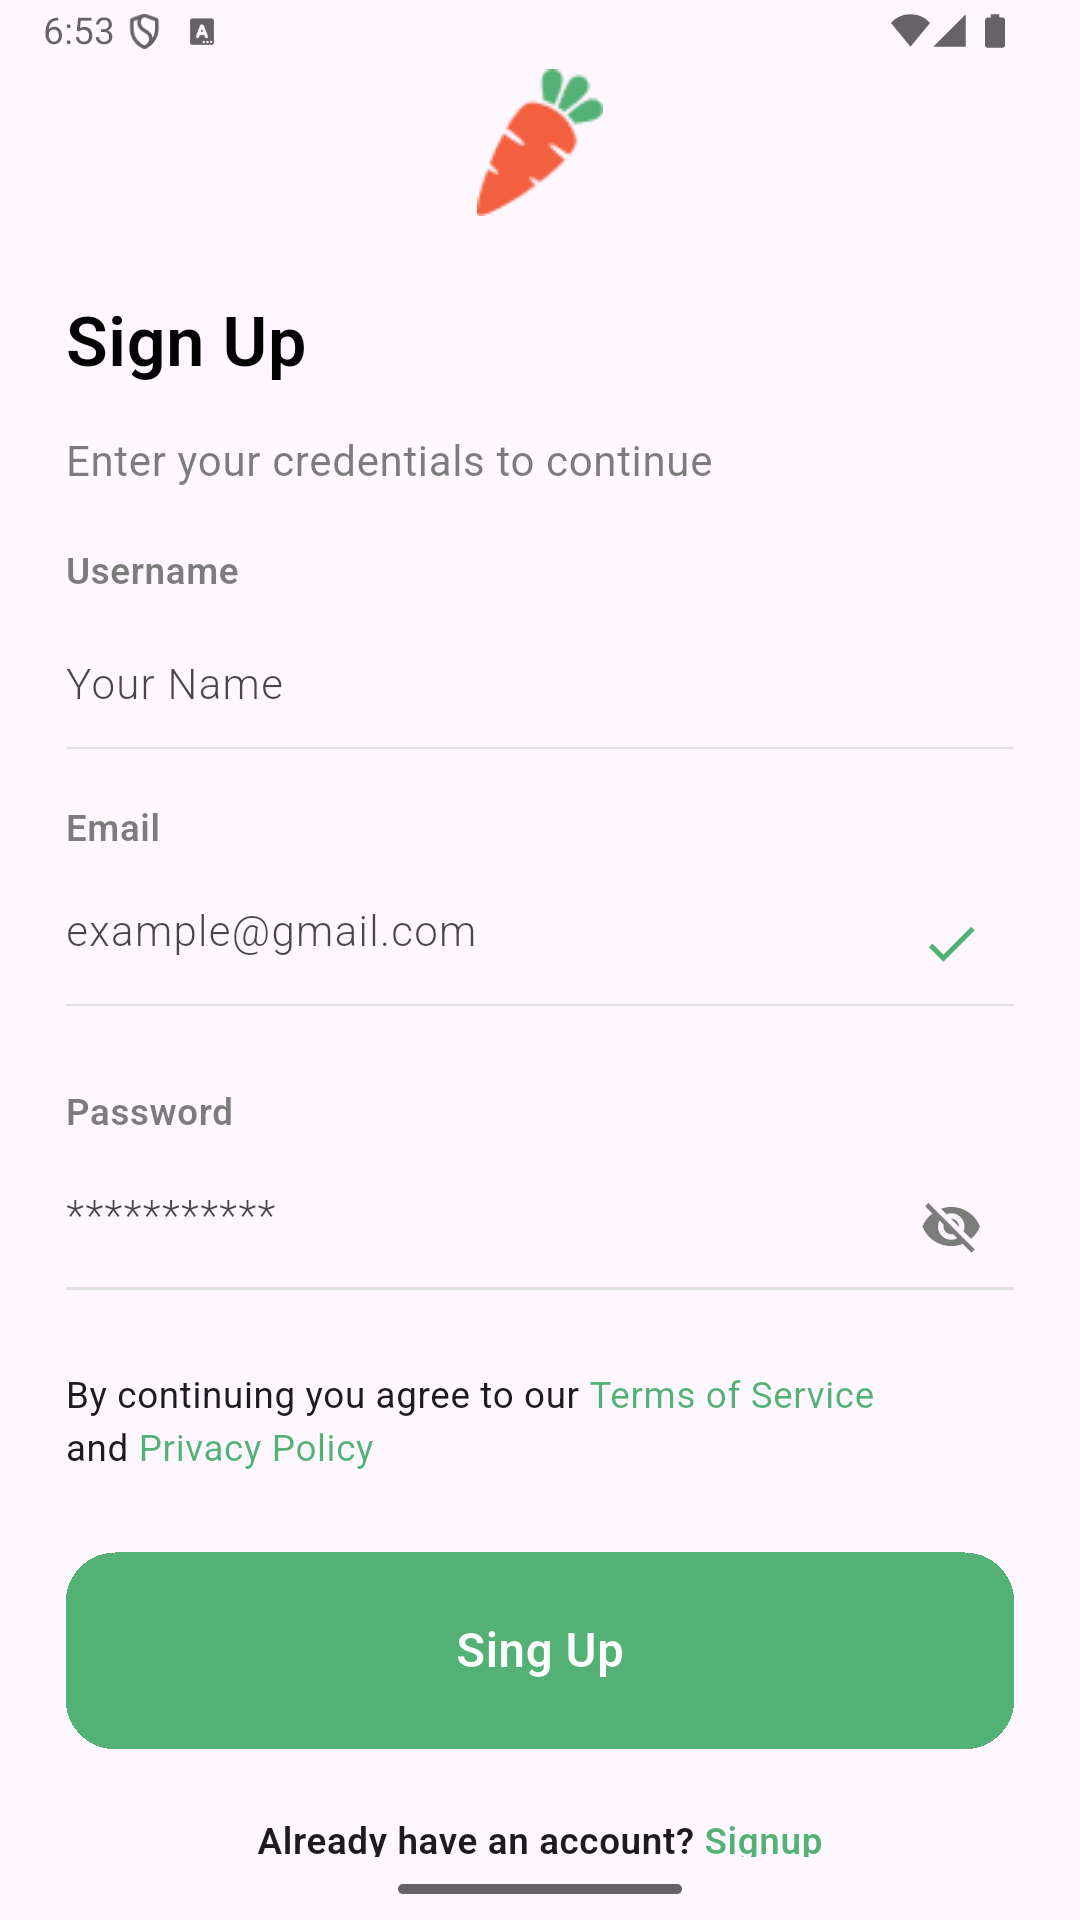 6:53
Sign Up
Enter your credentials to continue
Username
Your Name
Email
example@gmail.com
Password
***********
By continuing you agree to our Terms of Service
and Privacy Policy
Sing Up
Already have an account? Signup